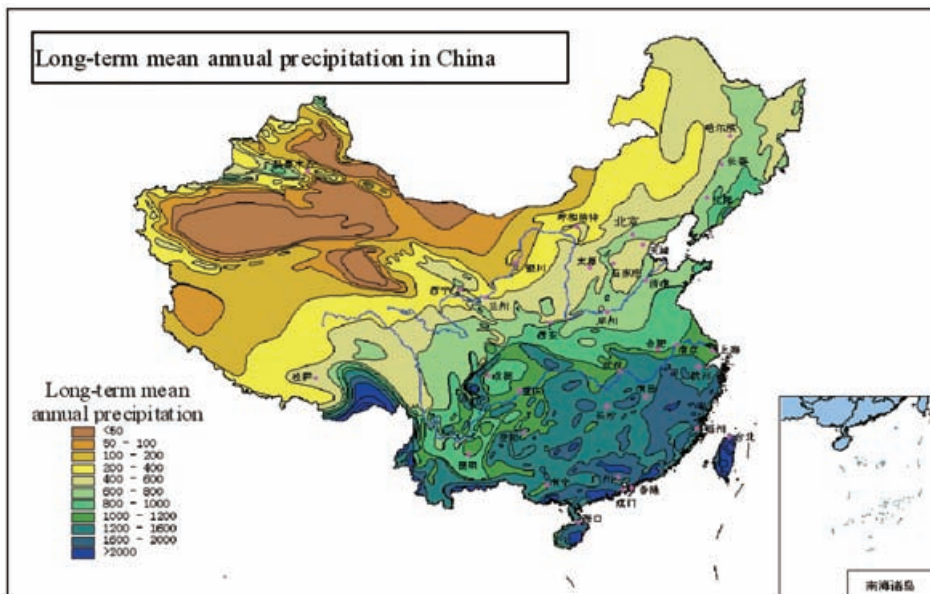 Long-term mean annual precipitation in China
哈尔滨
长春
沈阳
呼和浩特
北京
天津
银川
太原
石家庄
济南
西宁
兰州
郑州
西安
合肥
南京
上海
拉萨
成都
武汉
杭州
南昌
长沙
贵阳
福州
台北
昆明
南宁
广州
香港
澳门
海口
Long-term mean
annual precipitation
<50
50 - 100
100 - 200
200 - 400
400 - 600
600 - 800
800 - 1000
1000 - 1200
1200 - 1600
1600 - 2000
>2000
南海诸岛